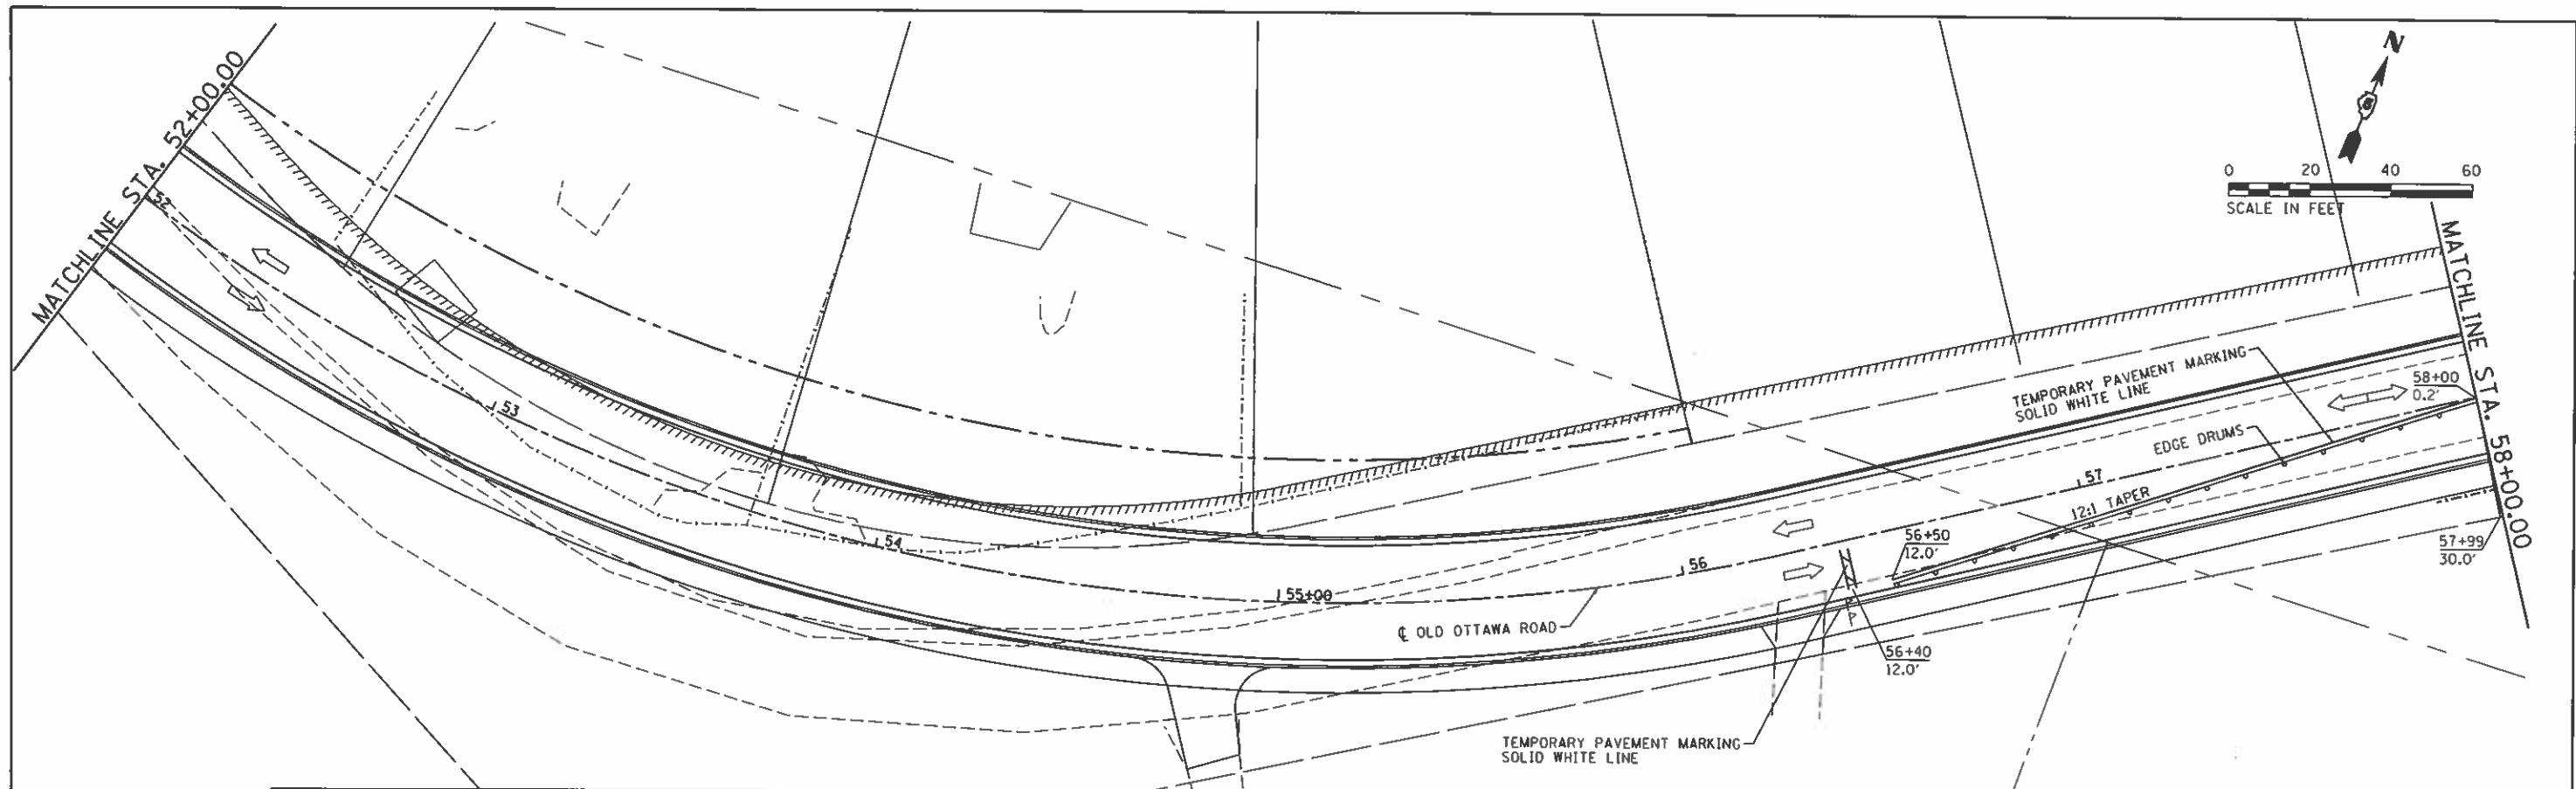 MATCHLINE STA. 52+00.00
N
0 20 40 60
SCALE IN FEET
MATCHLINE STA. 58+00.00
52
53
54
55+00
56
57
TEMPORARY PAVEMENT MARKING
SOLID WHITE LINE
EDGE DRUMS
58+00
0.2'
12:1 TAPER
56+50
12.0'
57+99
30.0'
℄ OLD OTTAWA ROAD
56+40
12.0'
TEMPORARY PAVEMENT MARKING
SOLID WHITE LINE